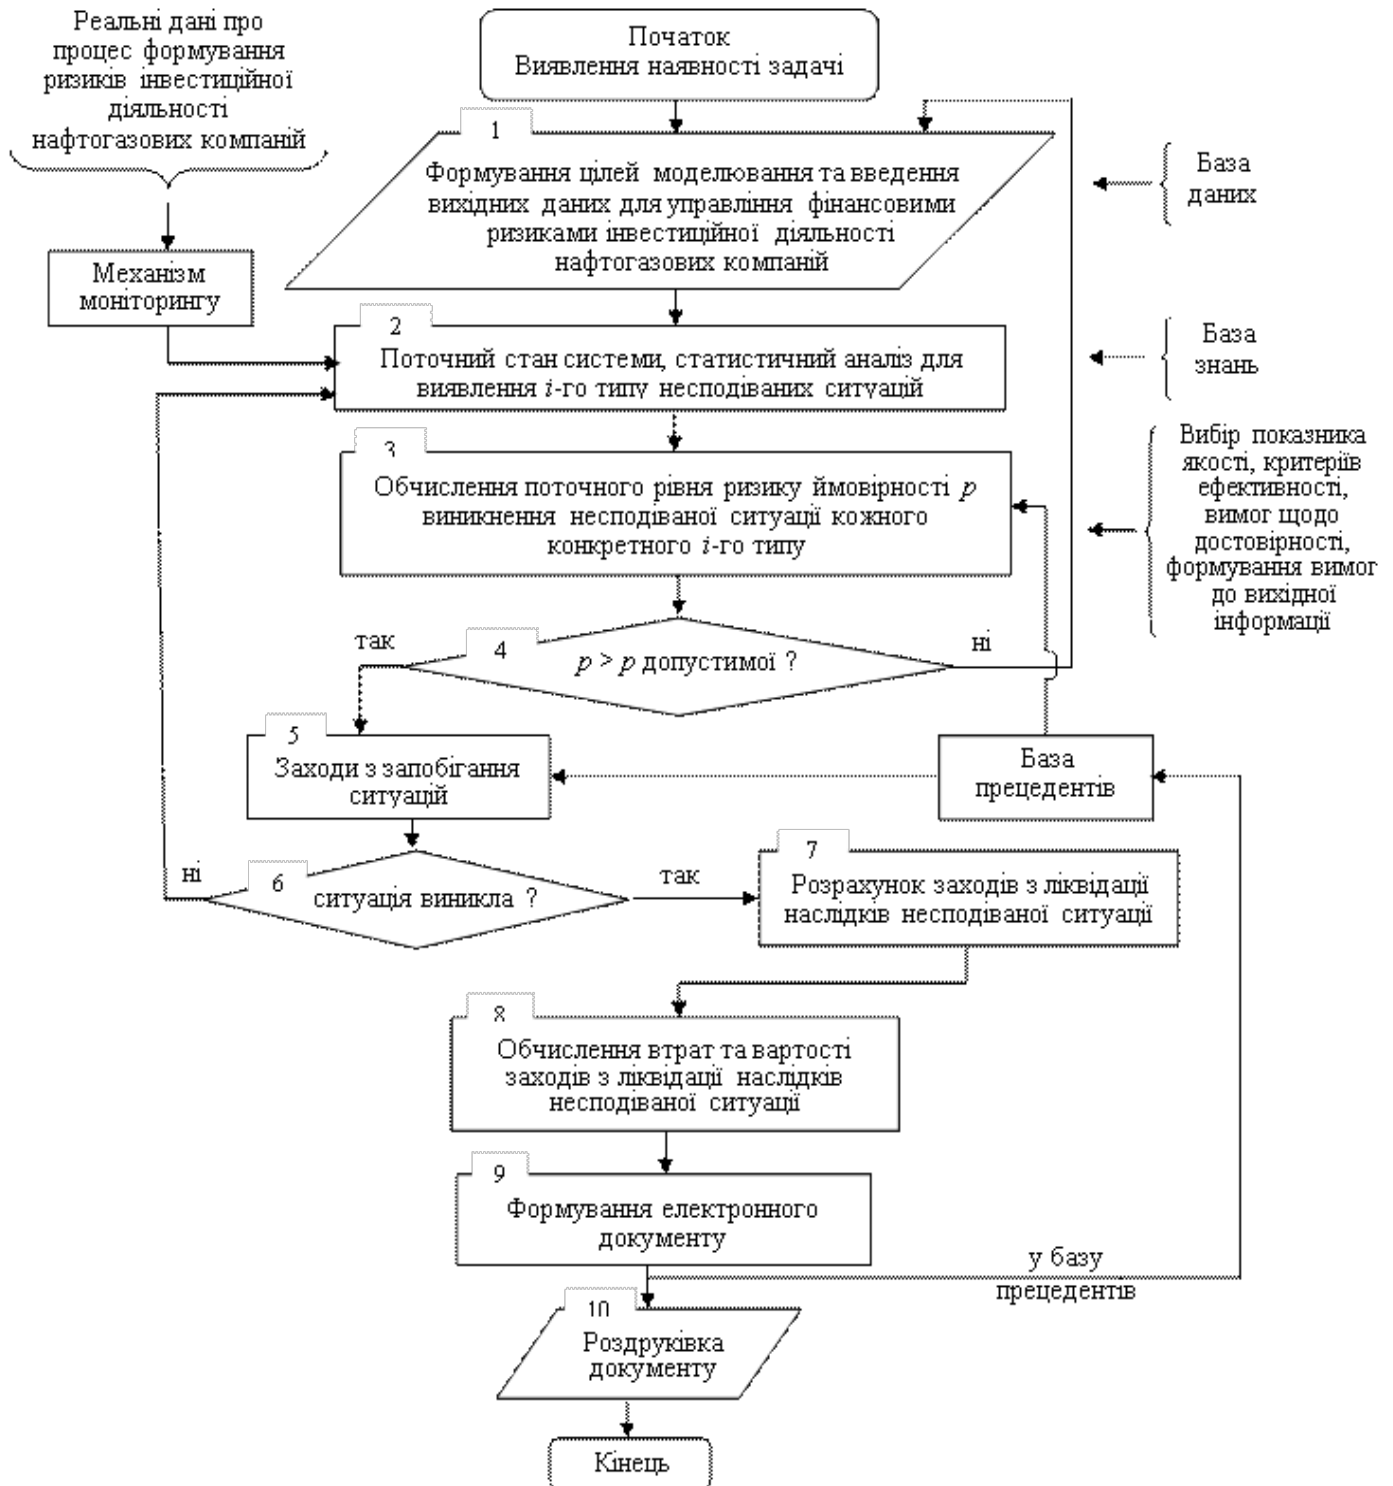 Реальні дані про
процес формування
ризиків інвестиційної
діяльності
нафтогазових компаній
Початок
Виявлення наявності задачі
1
Формування цілей моделювання та введення
вихідних даних для управління фінансовими
ризиками інвестиційної діяльності
нафтогазових компаній
База
даних
Механізм
моніторингу
2
Поточний стан системи, статистичний аналіз для
виявлення i-го типу несподіваних ситуацій
База
знань
3
Обчислення поточного рівня ризику ймовірності p
виникнення несподіваної ситуації кожного
конкретного i-го типу
Вибір показника
якості, критеріїв
ефективності,
вимог щодо
достовірності,
формування вимог
до вихідної
інформації
так
4
p > p допустимої ?
ні
5
Заходи з запобігання
ситуацій
База
прецедентів
ні
6
ситуація виникла ?
так
7
Розрахунок заходів з ліквідації
наслідків несподіваної ситуації
8
Обчислення втрат та вартості
заходів з ліквідації наслідків
несподіваної ситуації
9
Формування електронного
документу
у базу
прецедентів
10
Роздруківка
документу
Кінець